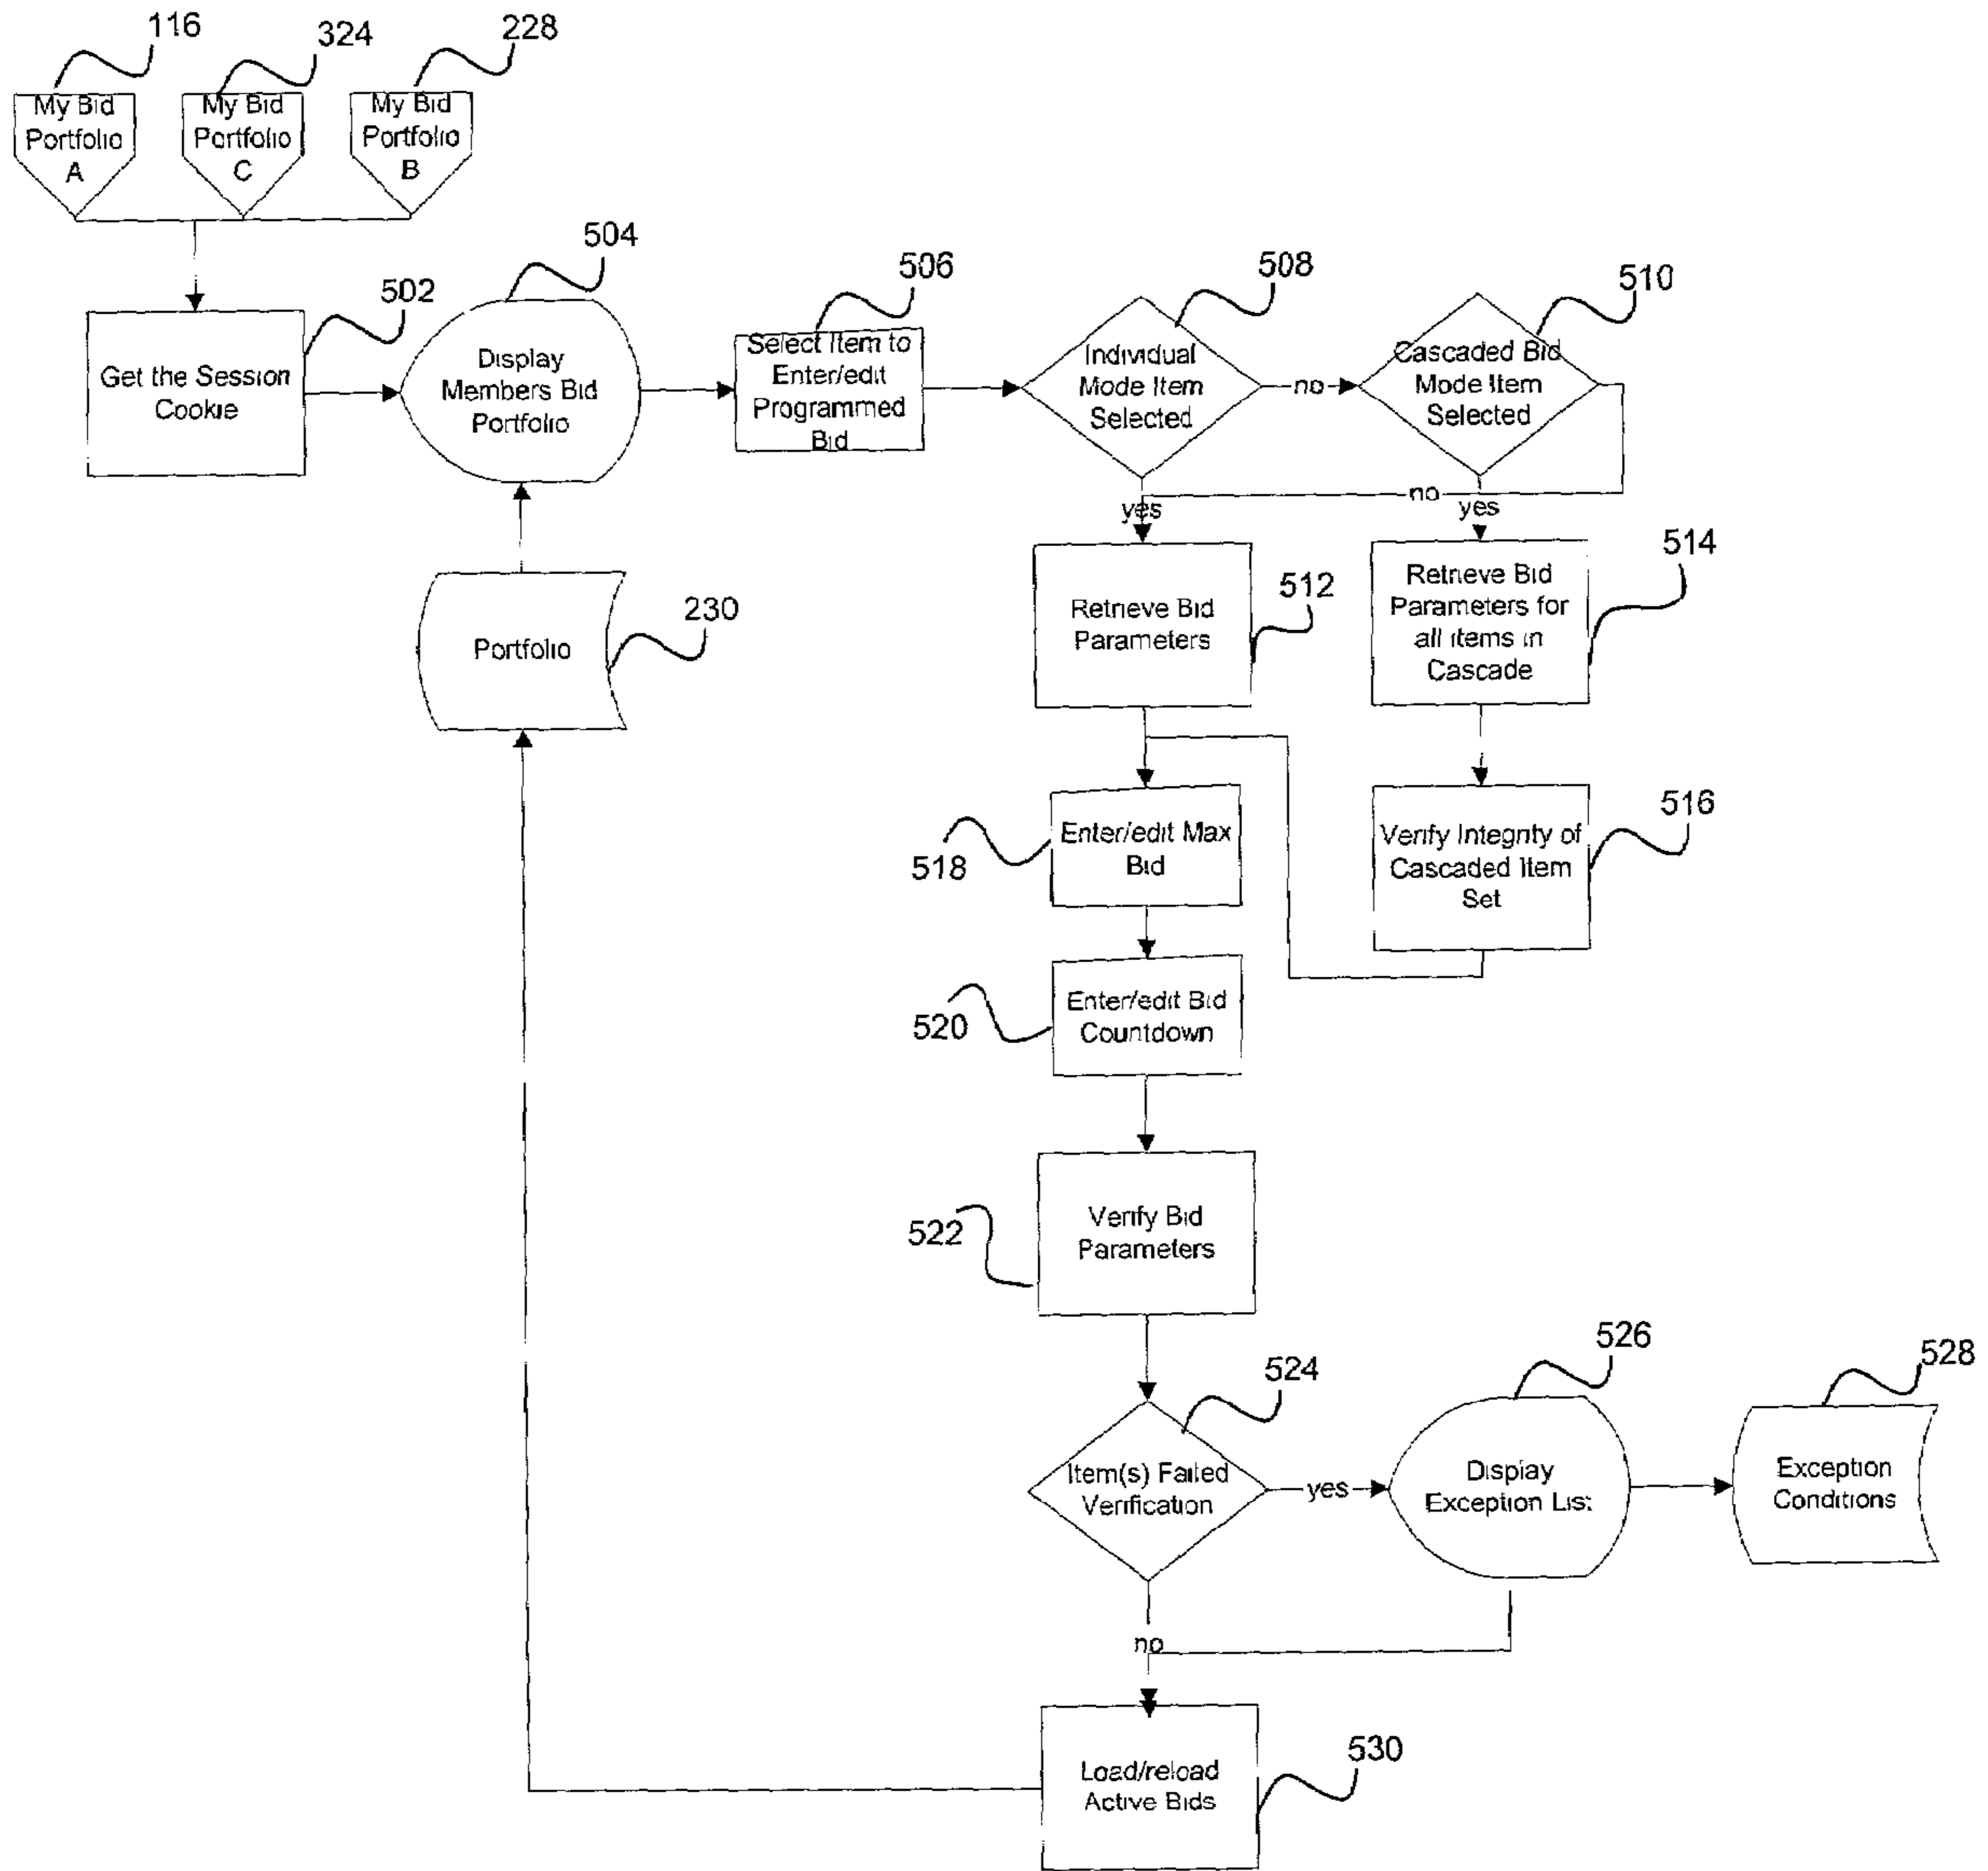 116
324
228
My Bid
Portfolio
A
My Bid
Portfolio
C
My Bid
Portfolio
B
504
502
506
508
510
Get the Session
Cookie
Display
Members Bid
Portfolio
Select Item to
Enter/edit
Programmed
Bid
Individual
Mode Item
Selected
no
Cascaded Bid
Mode Item
Selected
no
yes
yes
Portfolio
230
Retrieve Bid
Parameters
512
Retrieve Bid
Parameters for
all items in
Cascade
514
Enter/edit Max
Bid
518
Verify Integrity of
Cascaded Item
Set
516
Enter/edit Bid
Countdown
520
Verify Bid
Parameters
522
524
526
528
Item(s) Failed
Verification
yes
Display
Exception List
Exception
Conditions
no
Load/reload
Active Bids
530